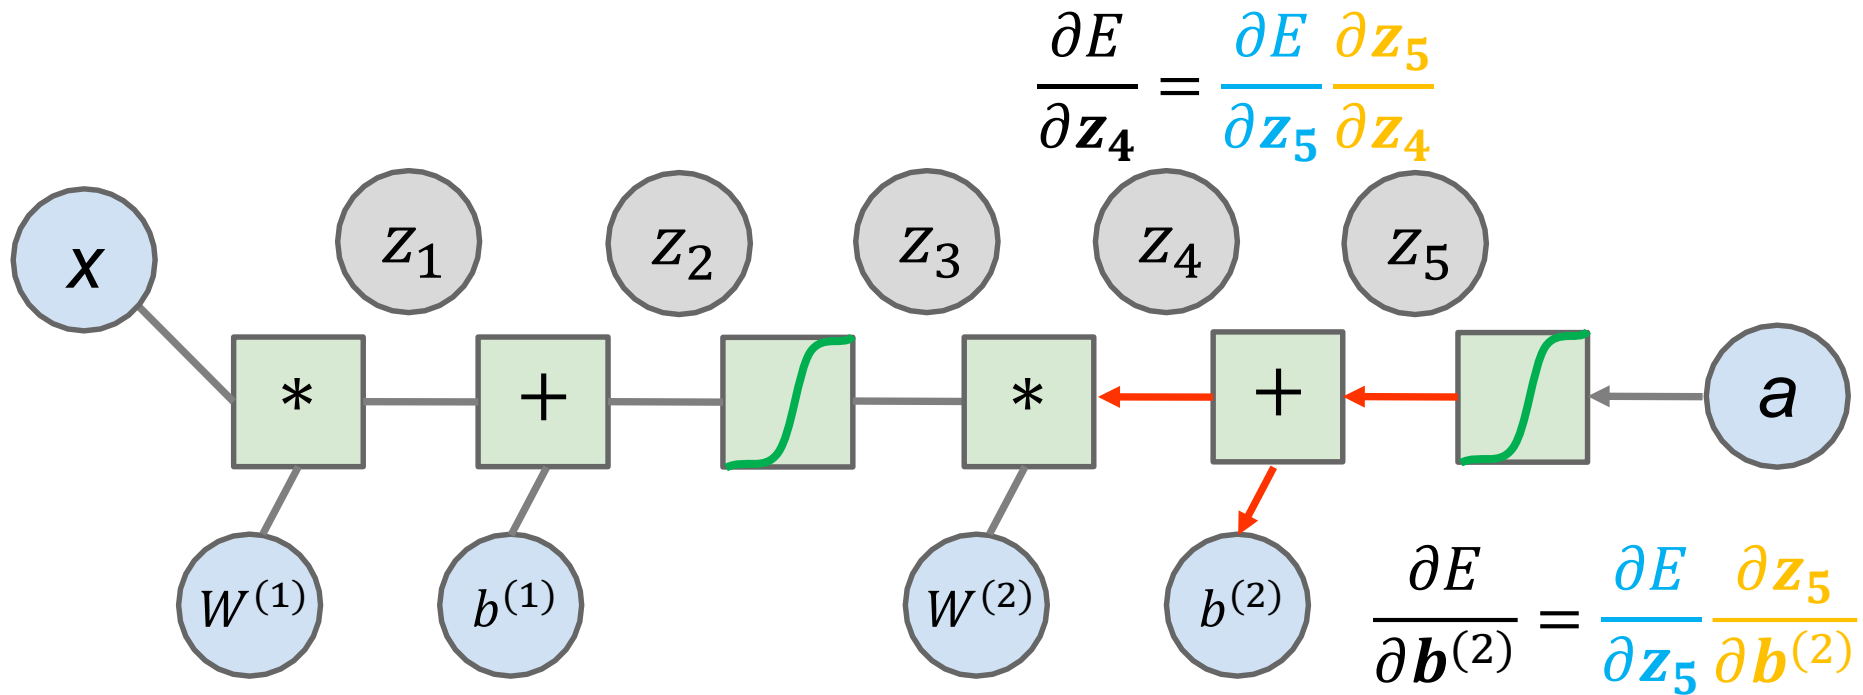 ∂E/∂z₄ = ∂E/∂z₅ ∂z₅/∂z₄
x z₁ z₂ z₃ z₄ z₅
* + * + a
W⁽¹⁾ b⁽¹⁾ W⁽²⁾ b⁽²⁾
∂E/∂b⁽²⁾ = ∂E/∂z₅ ∂z₅/∂b⁽²⁾